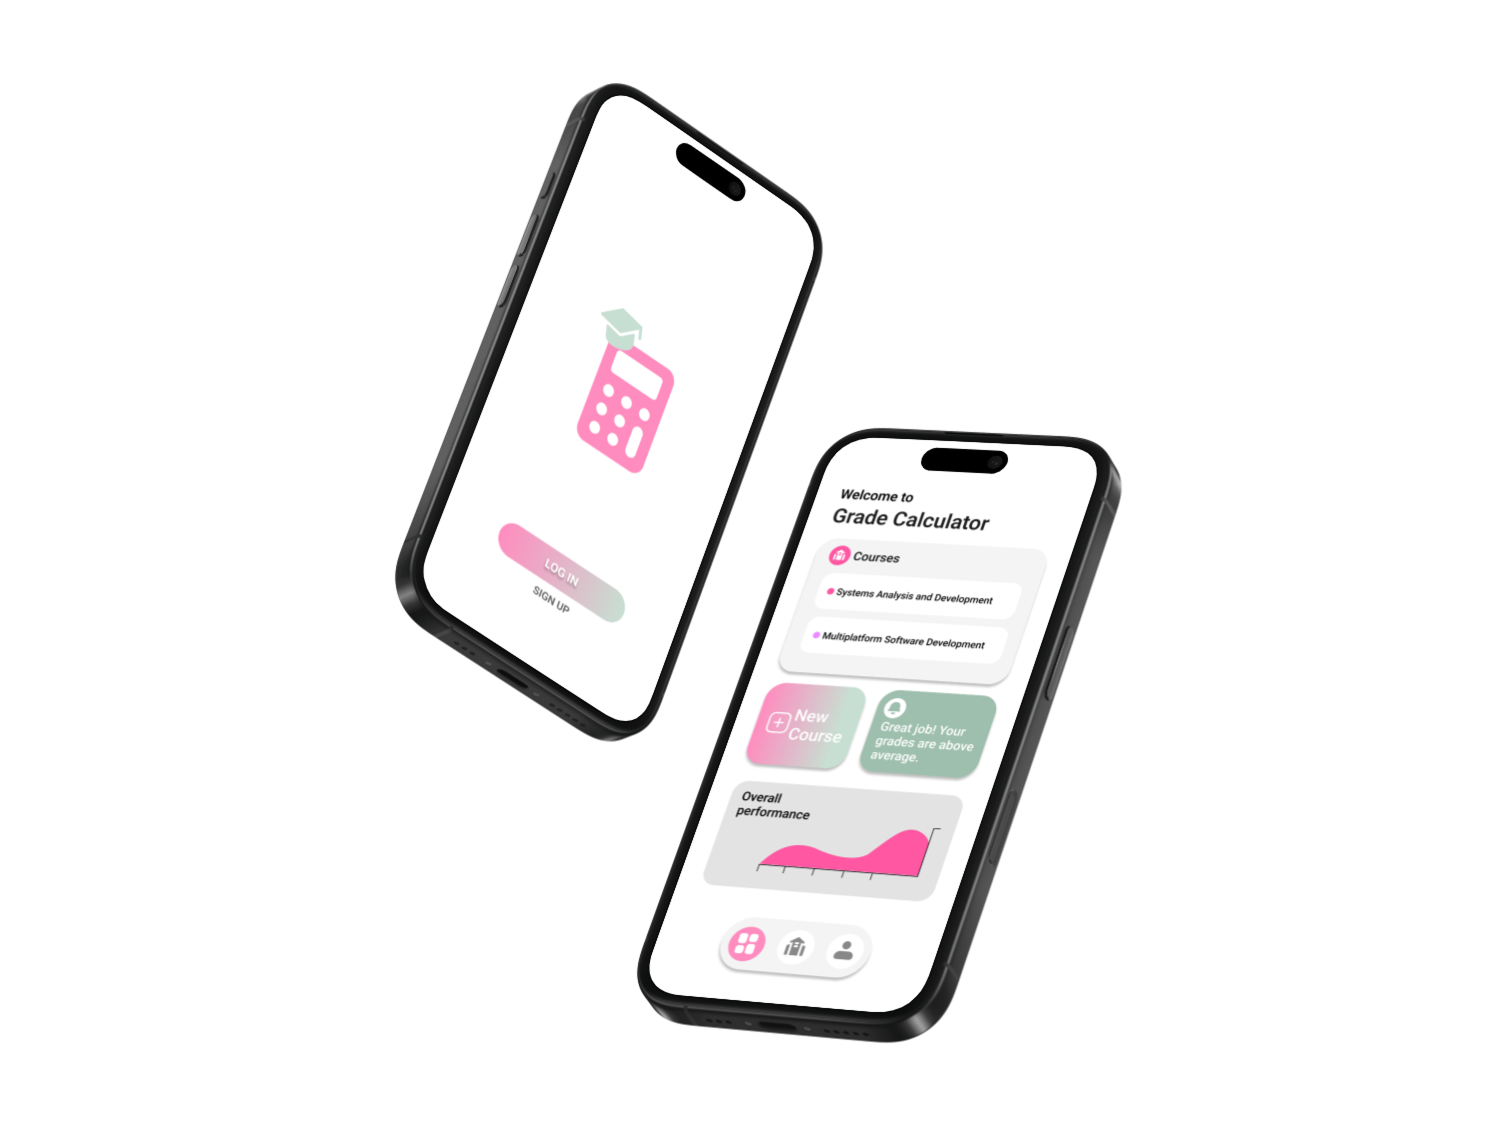 LOG IN
SIGN UP
Welcome to
Grade Calculator
Courses
Systems Analysis and Development
Multiplatform Software Development
New
Course
Great job! Your
grades are above
average.
Overall
performance